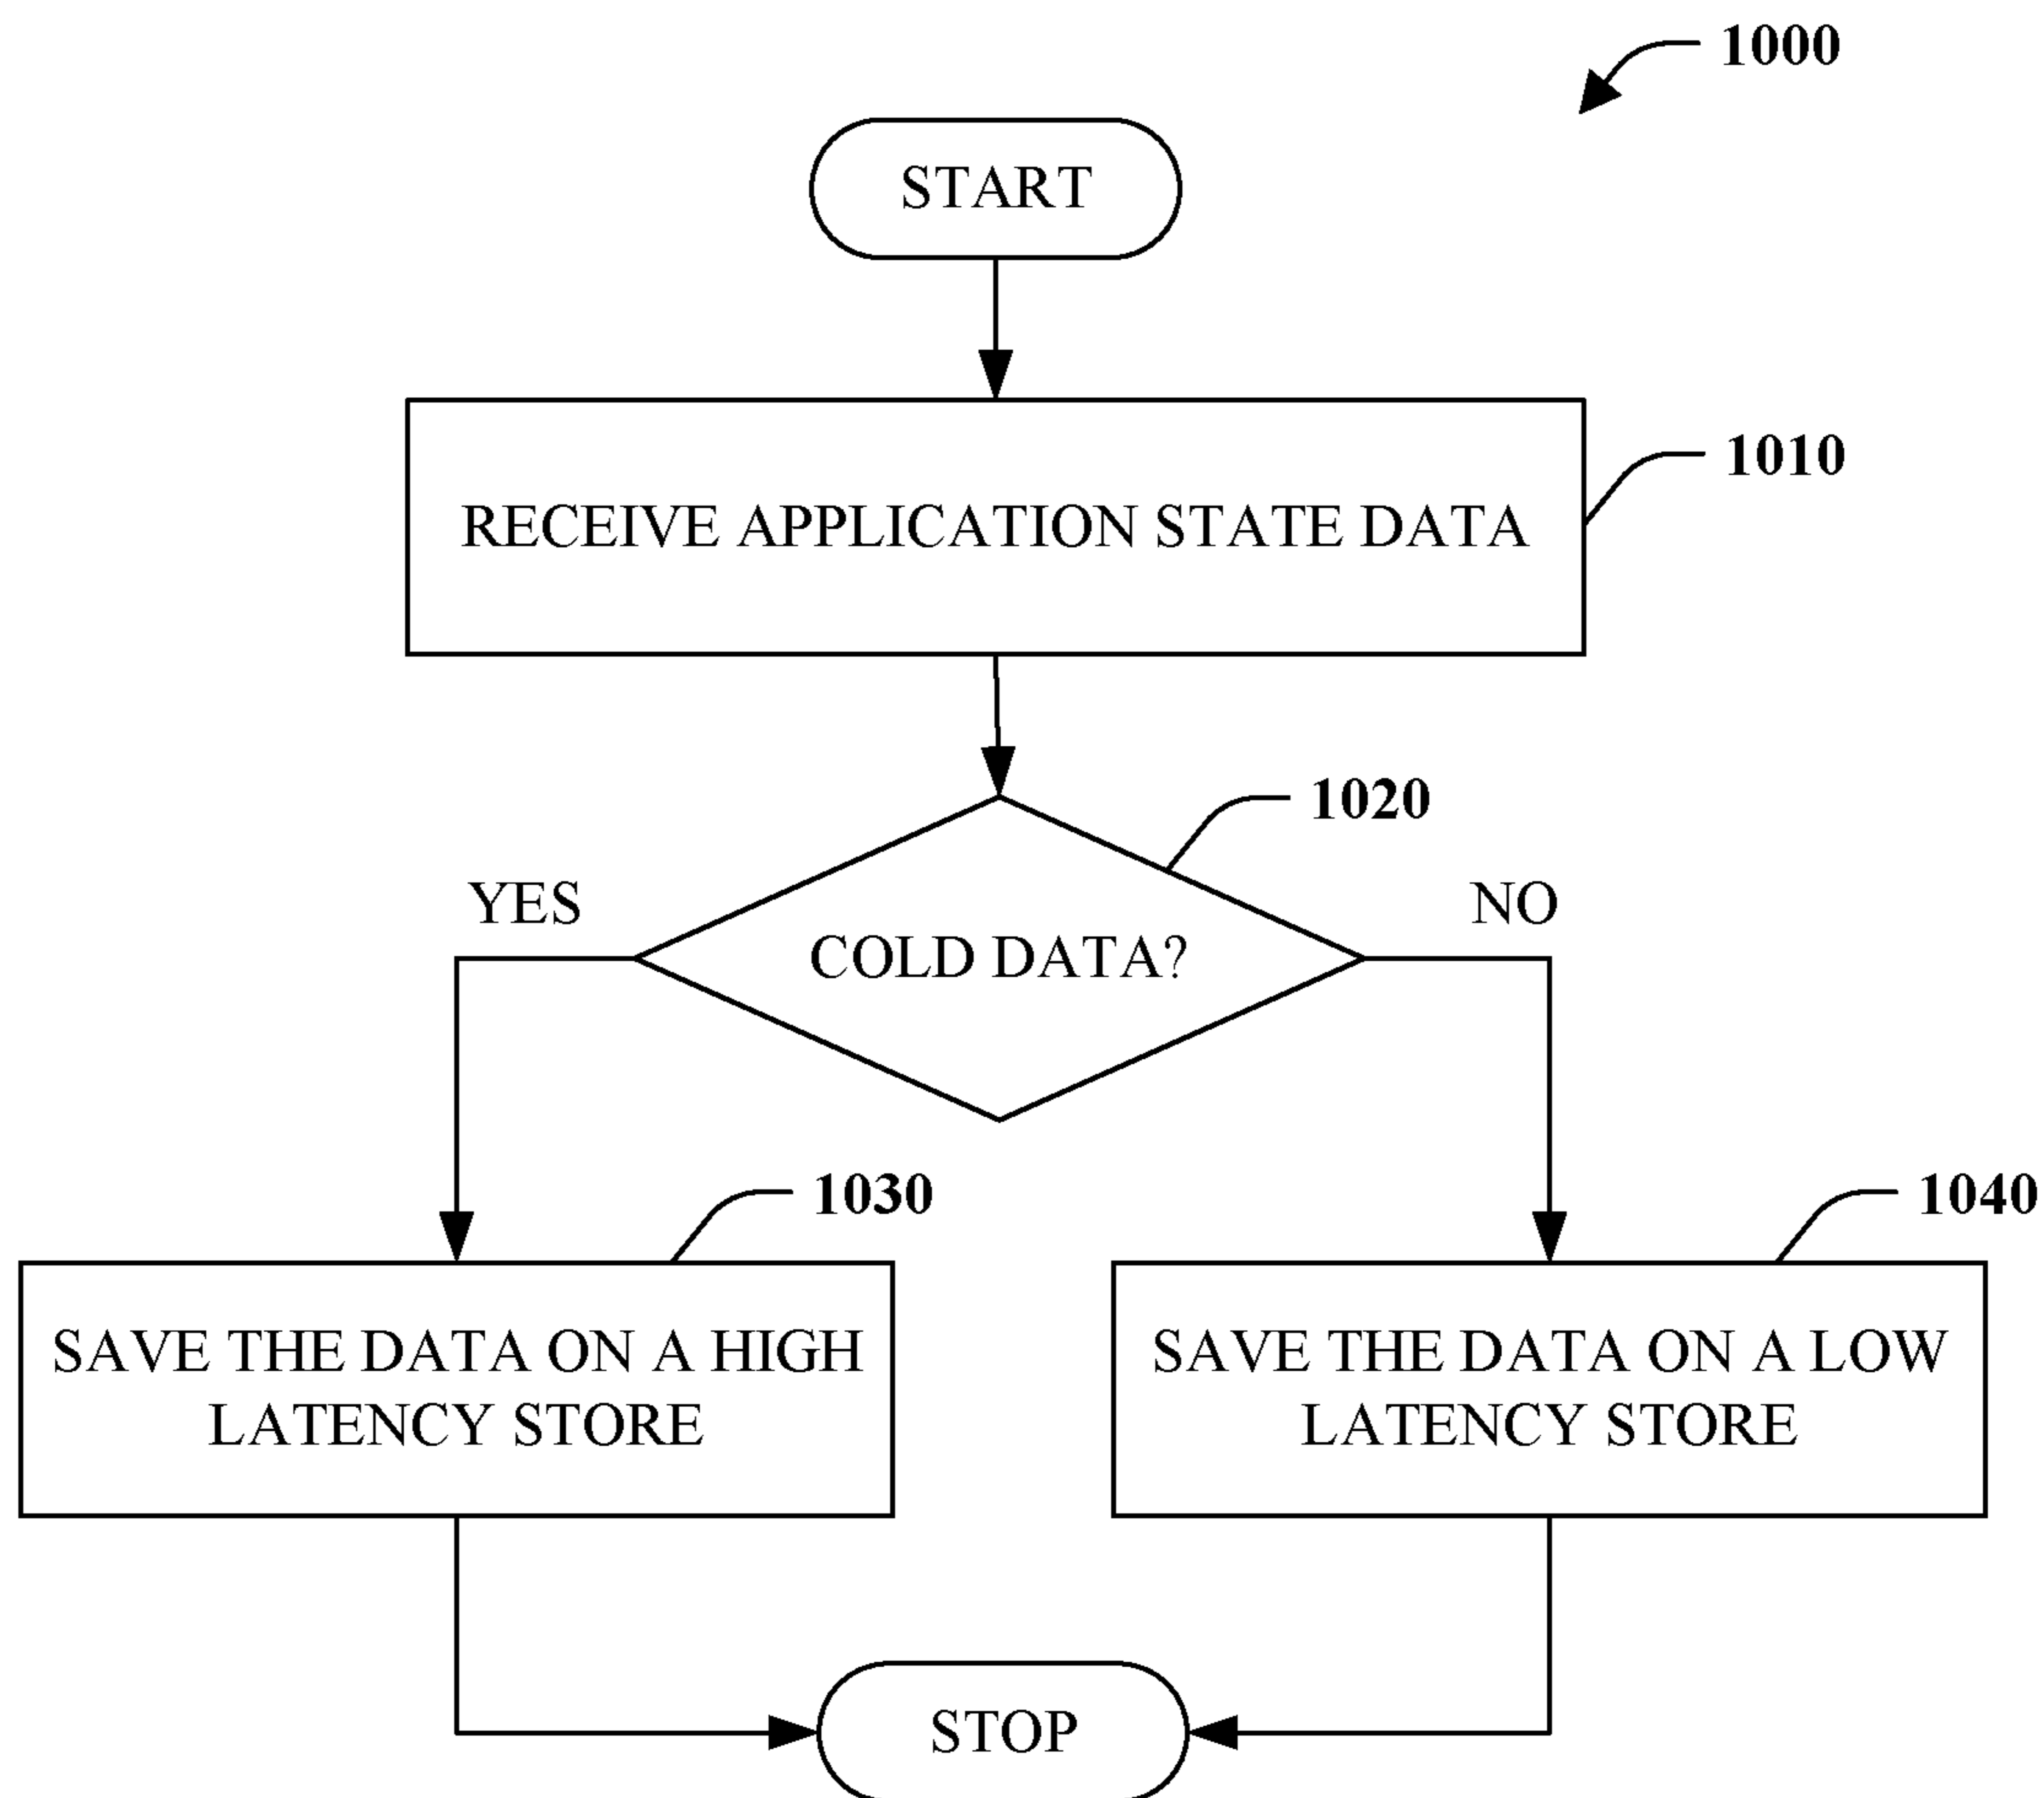 1000
START
RECEIVE APPLICATION STATE DATA
1010
1020
YES
COLD DATA?
NO
1030
1040
SAVE THE DATA ON A HIGH
LATENCY STORE
SAVE THE DATA ON A LOW
LATENCY STORE
STOP